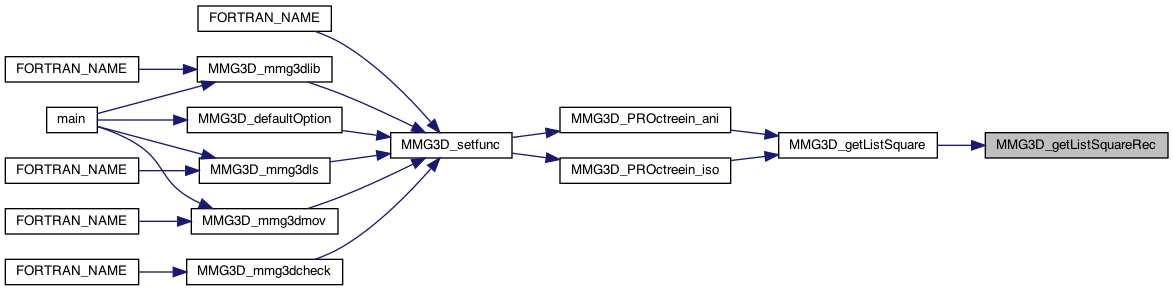 FORTRAN_NAME
FORTRAN_NAME
MMG3D_mmg3dlib
main
MMG3D_defaultOption
MMG3D_PROctreein_ani
MMG3D_setfunc
MMG3D_getListSquare
MMG3D_getListSquareRec
FORTRAN_NAME
MMG3D_mmg3dls
MMG3D_PROctreein_iso
FORTRAN_NAME
MMG3D_mmg3dmov
FORTRAN_NAME
MMG3D_mmg3dcheck